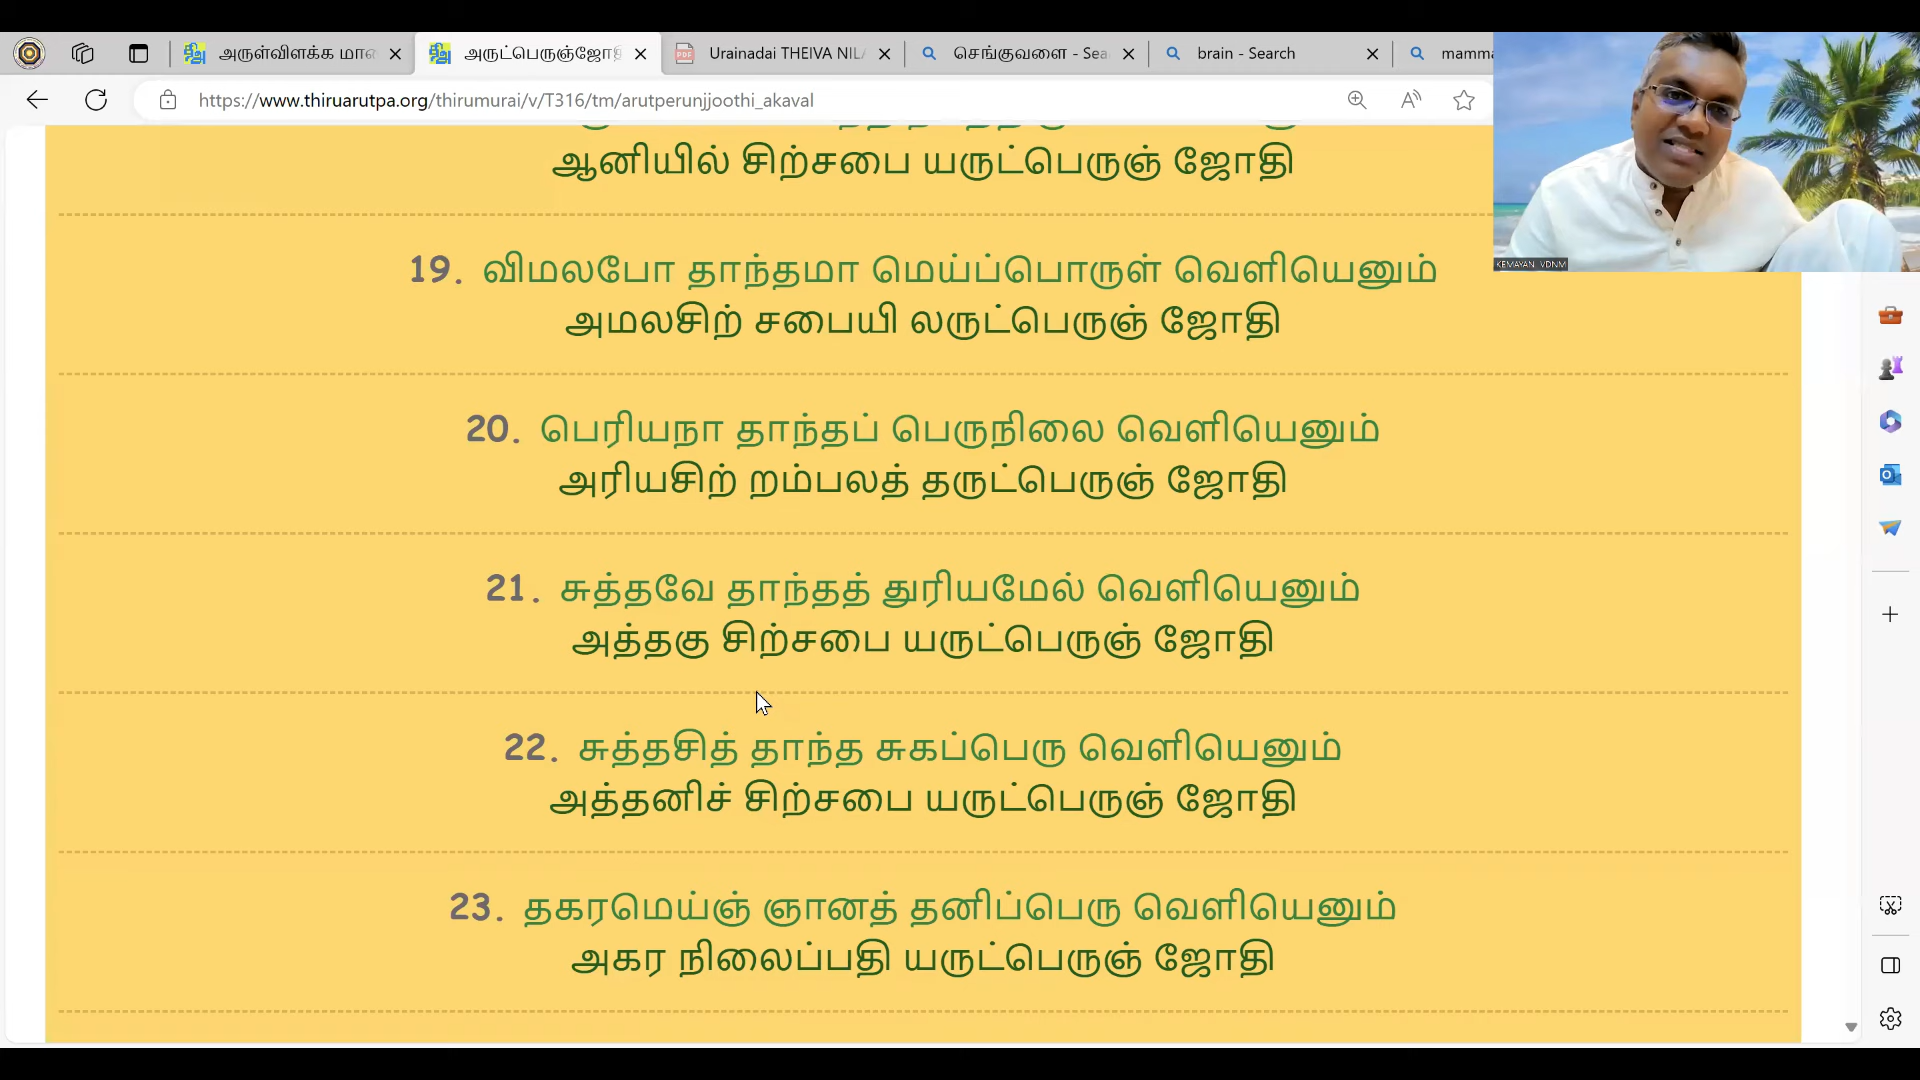 அருள்விளக்க மாலை
அருட்பெருஞ்ஜோதி
Urainadai THEIVA NIL
செங்குவளை - Sea
brain - Search
mamma
https://www.thiruarutpa.org/thirumurai/v/T316/tm/arutperunjjoothi_akaval
KEMAYAN VDNM
ஆனியில் சிற்சபை யருட்பெருஞ் ஜோதி
19. விமலபோ தாந்தமா மெய்ப்பொருள் வெளியெனும்
அமலசிற் சபையி லருட்பெருஞ் ஜோதி
20. பெரியநா தாந்தப் பெருநிலை வெளியெனும்
அரியசிற் றம்பலத் தருட்பெருஞ் ஜோதி
21. சுத்தவே தாந்தத் துரியமேல் வெளியெனும்
அத்தகு சிற்சபை யருட்பெருஞ் ஜோதி
22. சுத்தசித் தாந்த சுகப்பெரு வெளியெனும்
அத்தனிச் சிற்சபை யருட்பெருஞ் ஜோதி
23. தகரமெய்ஞ் ஞானத் தனிப்பெரு வெளியெனும்
அகர நிலைப்பதி யருட்பெருஞ் ஜோதி